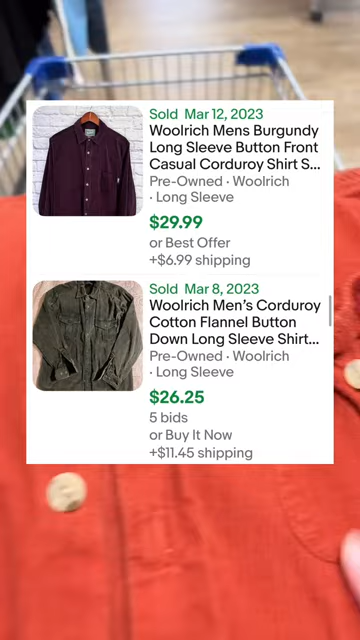 Sold Mar 12, 2023
Woolrich Mens Burgundy
Long Sleeve Button Front
Casual Corduroy Shirt S...
Pre-Owned · Woolrich
· Long Sleeve
$29.99
or Best Offer
+$6.99 shipping
Sold Mar 8, 2023
Woolrich Men's Corduroy
Cotton Flannel Button
Down Long Sleeve Shirt...
Pre-Owned · Woolrich
· Long Sleeve
$26.25
5 bids
or Buy It Now
+$11.45 shipping